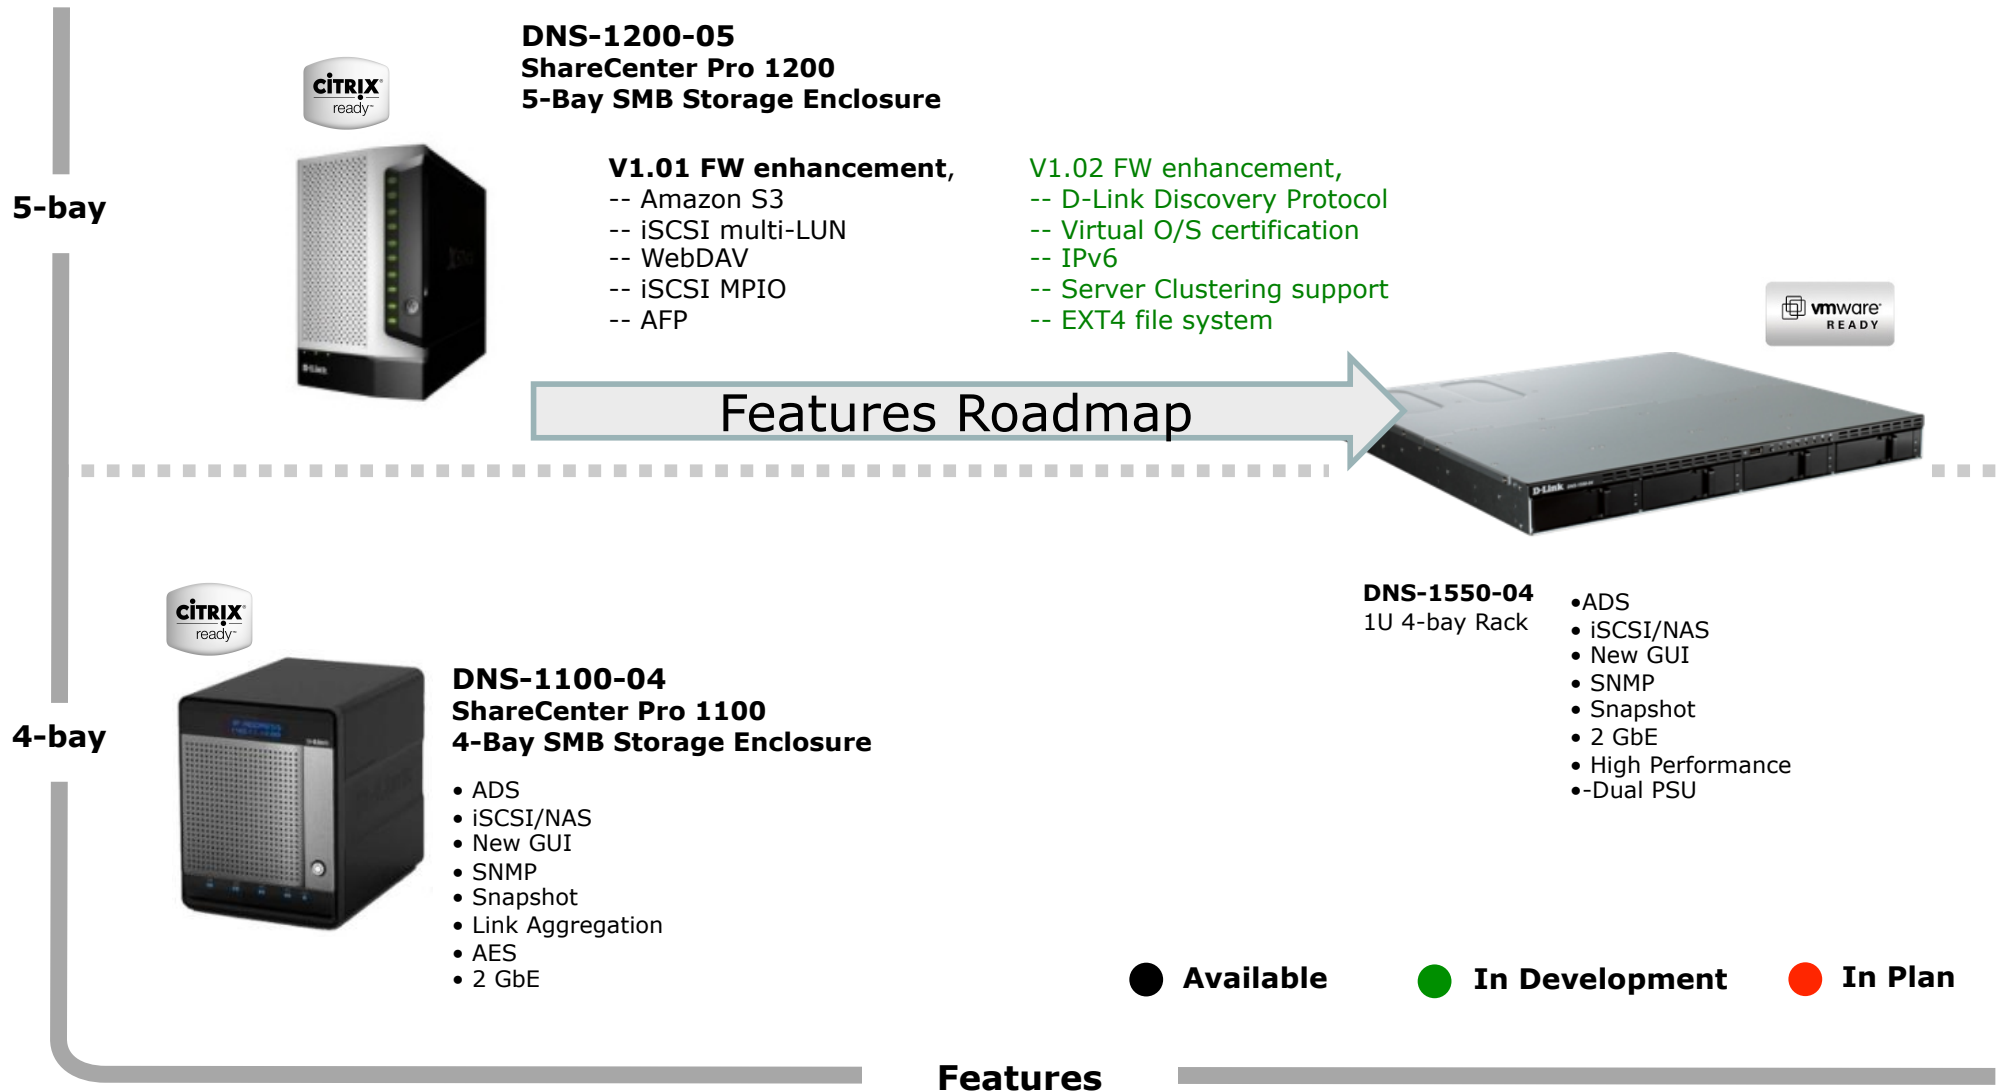 DNS-1200-05
ShareCenter Pro 1200
5-Bay SMB Storage Enclosure
CiTRIX
ready
V1.01 FW enhancement,
-- Amazon S3
-- iSCSI multi-LUN
-- WebDAV
-- iSCSI MPIO
-- AFP
V1.02 FW enhancement,
-- D-Link Discovery Protocol
-- Virtual O/S certification
-- IPv6
-- Server Clustering support
-- EXT4 file system
5-bay
D-Link
vmware
READY
Features Roadmap
D-Link
DNS-1550-04
1U 4-bay Rack
•ADS
• iSCSI/NAS
• New GUI
• SNMP
• Snapshot
• 2 GbE
• High Performance
•-Dual PSU
CiTRIX
ready
4-bay
DNS-1100-04
ShareCenter Pro 1100
4-Bay SMB Storage Enclosure
• ADS
• iSCSI/NAS
• New GUI
• SNMP
• Snapshot
• Link Aggregation
• AES
• 2 GbE
Available
In Development
In Plan
Features